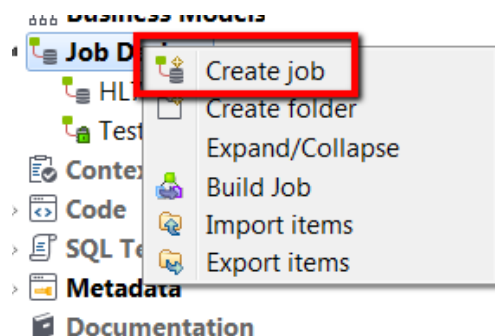 Business Models
Job D
Create job
HL
Create folder
Test
Expand/Collapse
Conte
Build Job
Code
Import items
SQL Te
Export items
Metadata
Documentation